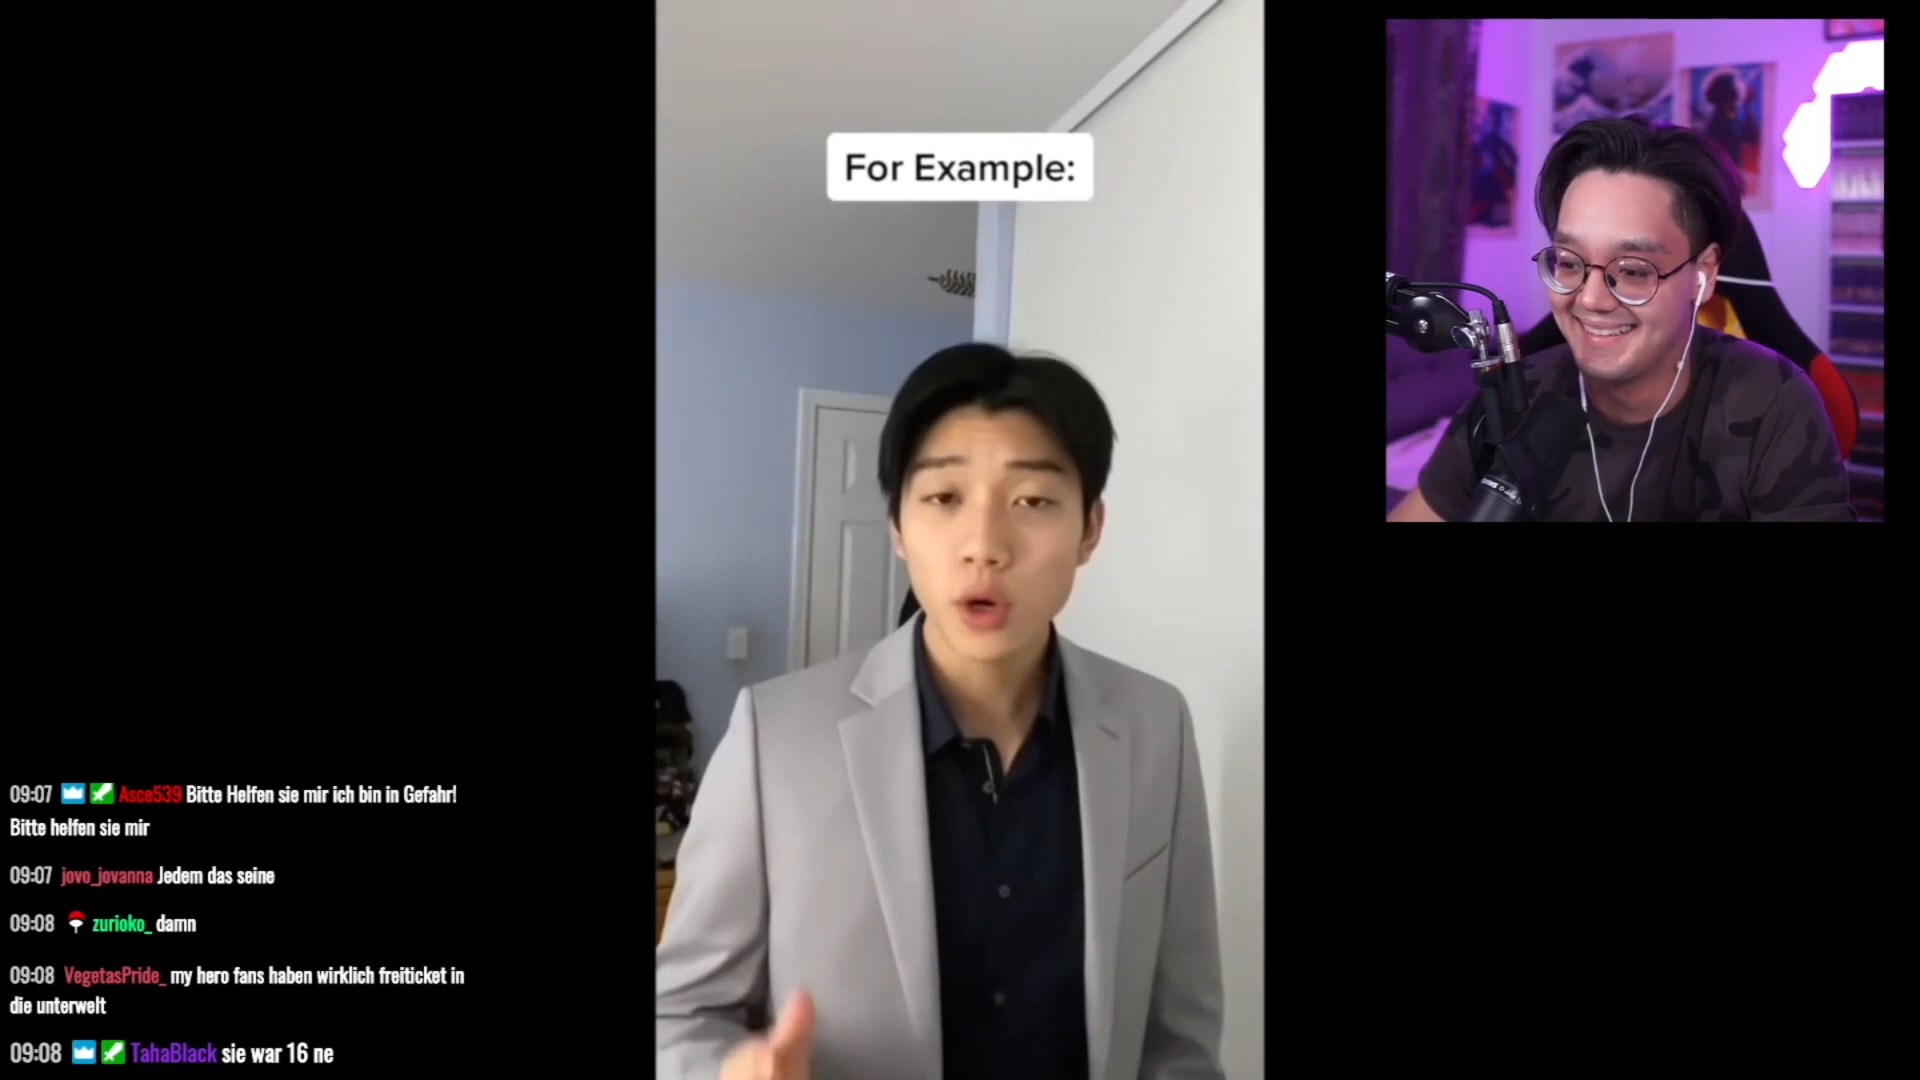 For Example:
09:07 Asce539 Bitte Helfen sie mir ich bin in Gefahr!
Bitte helfen sie mir
09:07 jovo_jovanna Jedem das seine
09:08 zurioko_ damn
09:08 VegetasPride_ my hero fans haben wirklich freiticket in
die unterwelt
09:08 TahaBlack sie war 16 ne